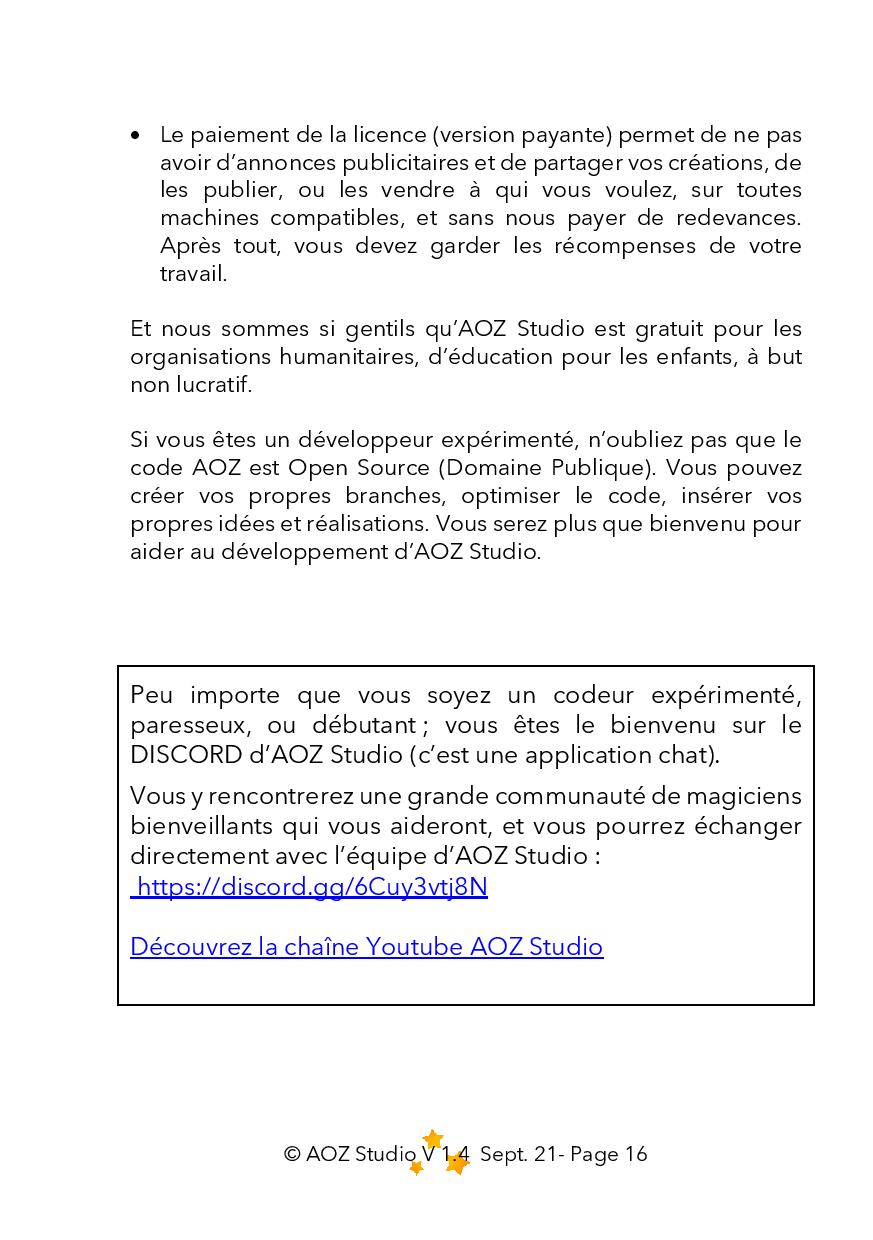 • Le paiement de la licence (version payante) permet de ne pas
avoir d’annonces publicitaires et de partager vos créations, de
les publier, ou les vendre à qui vous voulez, sur toutes
machines compatibles, et sans nous payer de redevances.
Après tout, vous devez garder les récompenses de votre
travail.
Et nous sommes si gentils qu’AOZ Studio est gratuit pour les
organisations humanitaires, d’éducation pour les enfants, à but
non lucratif.
Si vous êtes un développeur expérimenté, n’oubliez pas que le
code AOZ est Open Source (Domaine Publique). Vous pouvez
créer vos propres branches, optimiser le code, insérer vos
propres idées et réalisations. Vous serez plus que bienvenu pour
aider au développement d’AOZ Studio.
Peu importe que vous soyez un codeur expérimenté,
paresseux, ou débutant ; vous êtes le bienvenu sur le
DISCORD d’AOZ Studio (c’est une application chat).
Vous y rencontrerez une grande communauté de magiciens
bienveillants qui vous aideront, et vous pourrez échanger
directement avec l’équipe d’AOZ Studio :
https://discord.gg/6Cuy3vtj8N
Découvrez la chaîne Youtube AOZ Studio
© AOZ Studio V 1.4 Sept. 21- Page 16